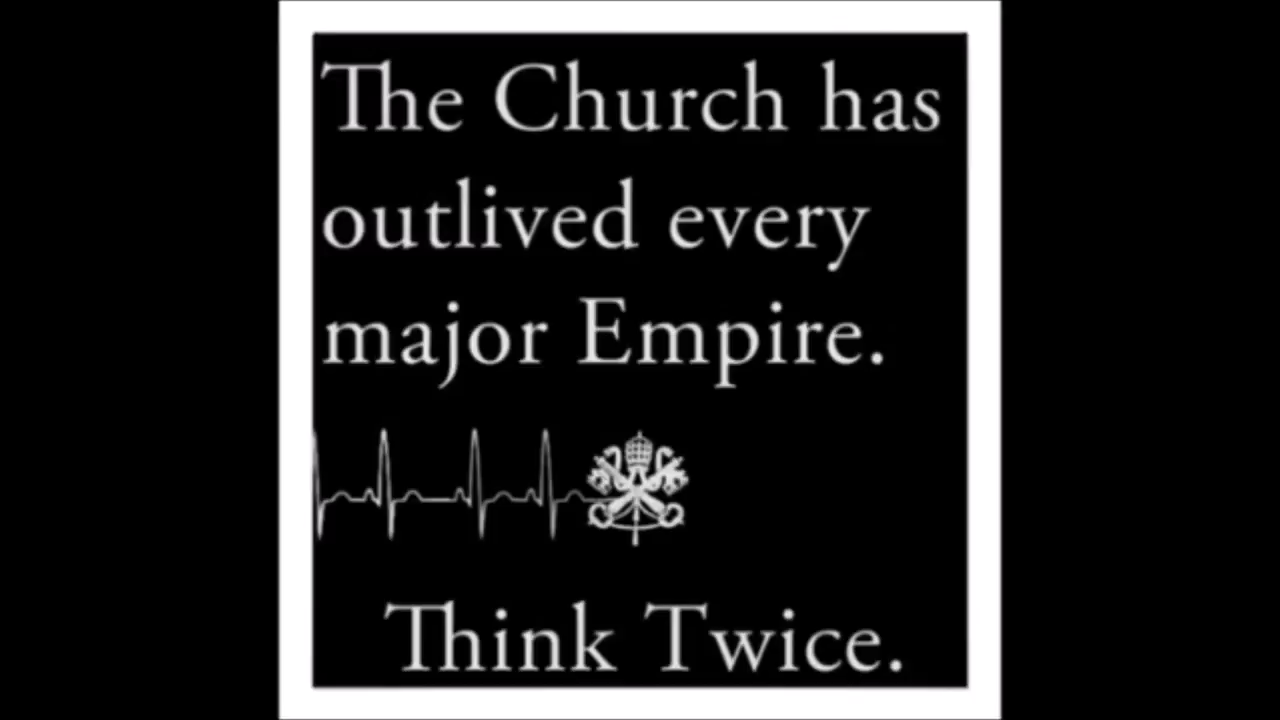 The Church has
outlived every
major Empire.
Think Twice.